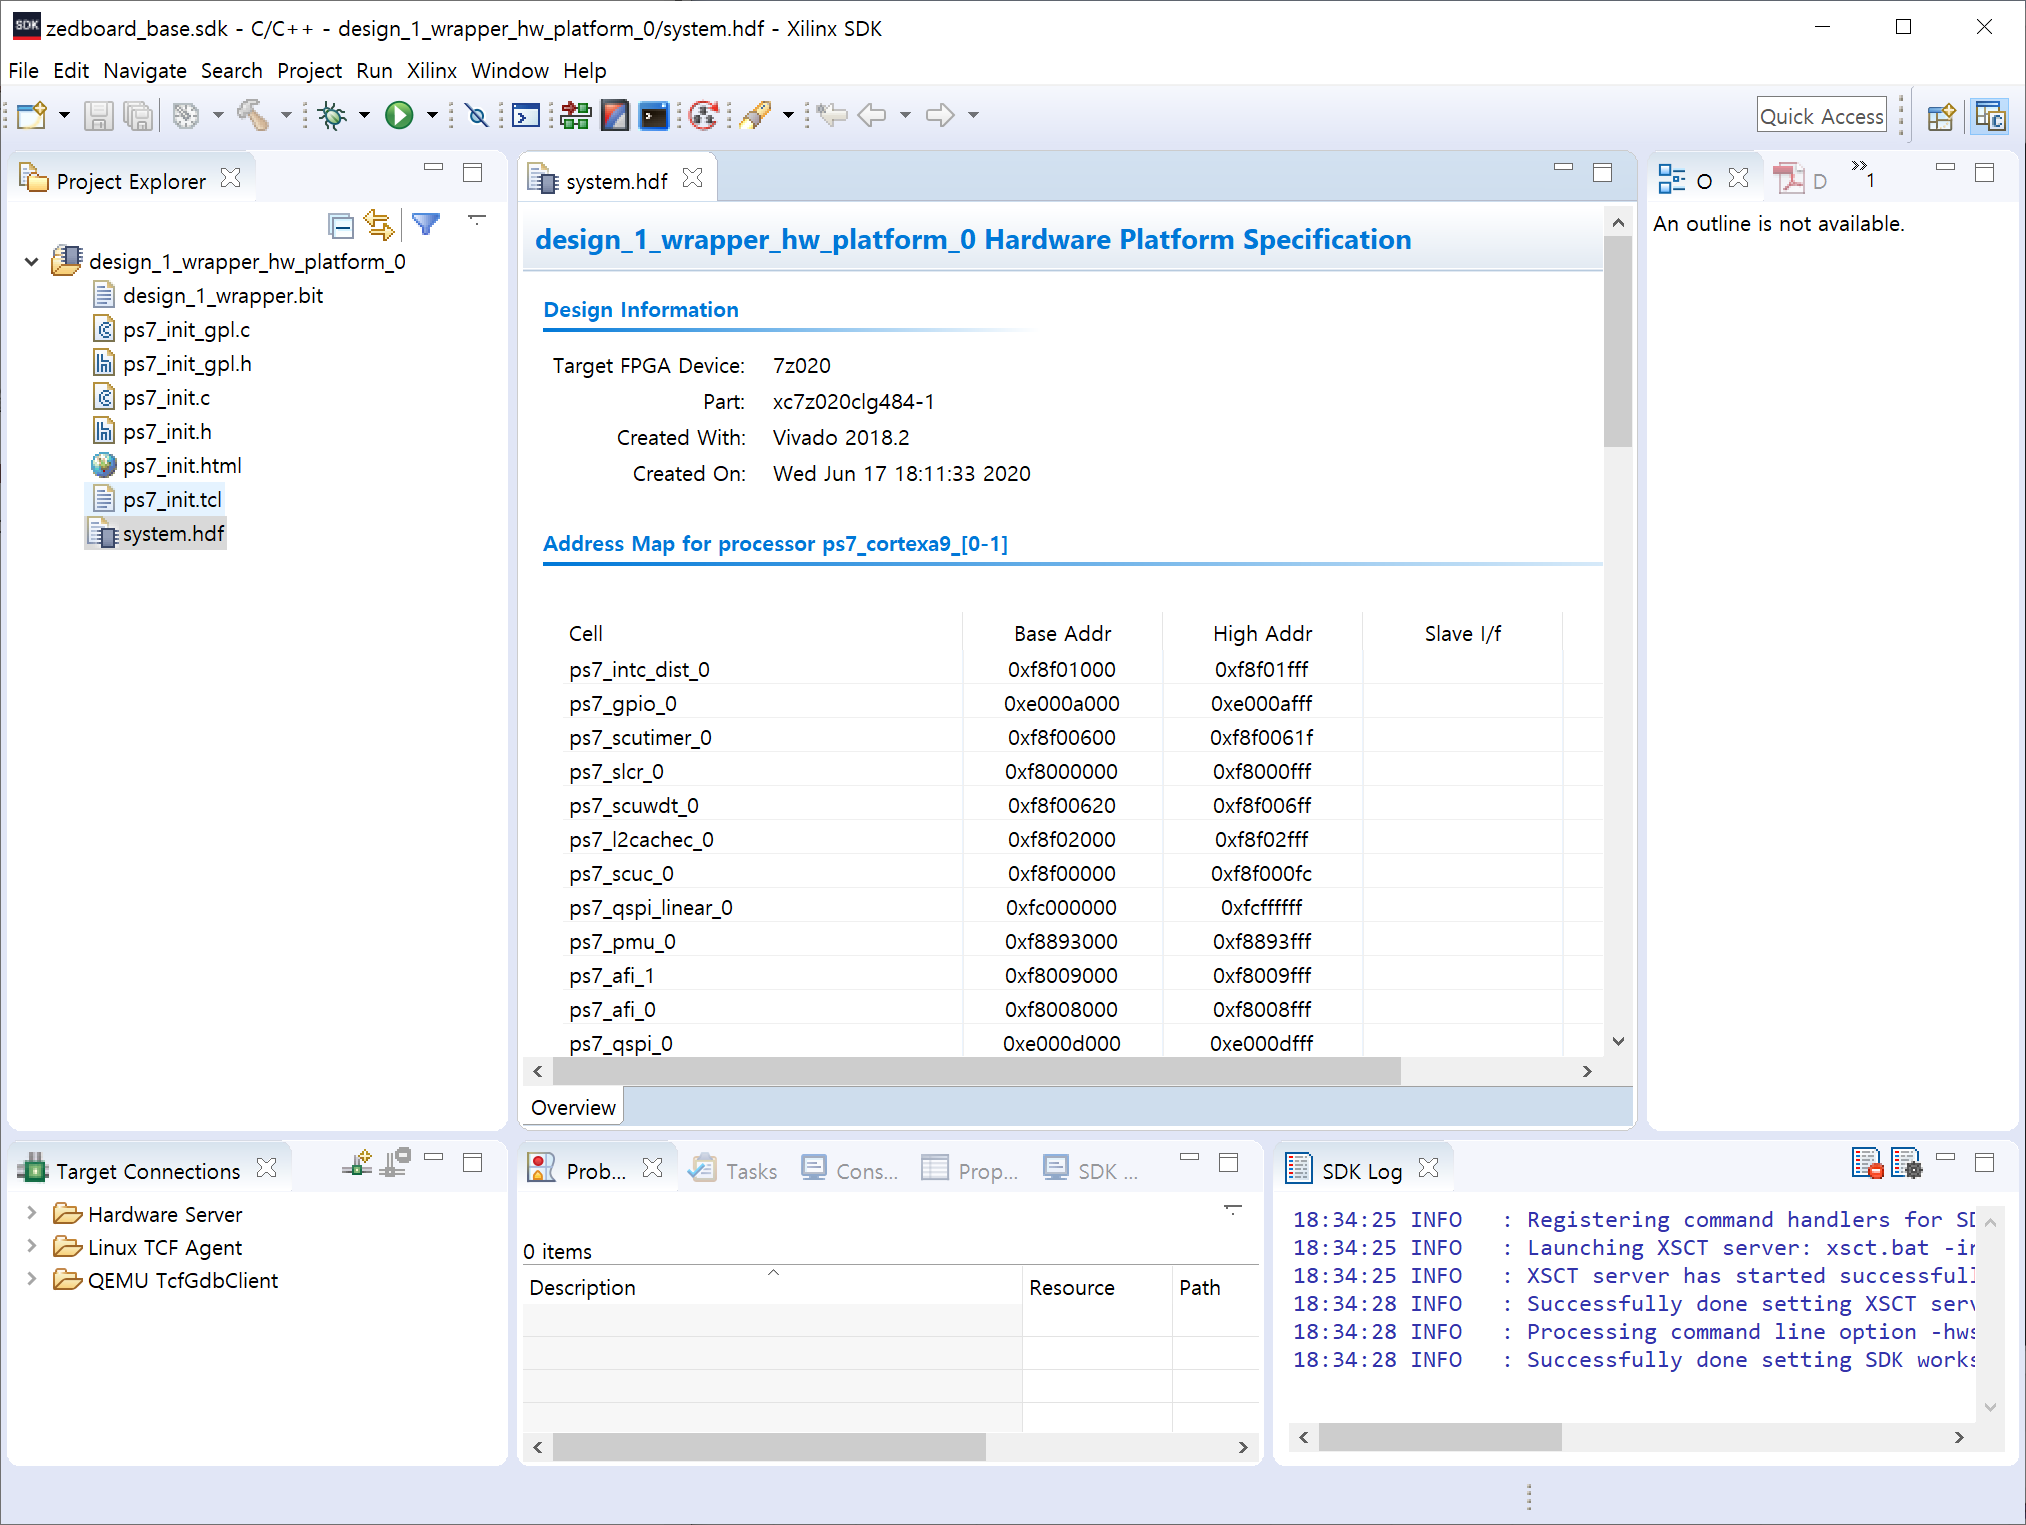 SDK zedboard_base.sdk - C/C++ - design_1_wrapper_hw_platform_0/system.hdf - Xilinx SDK
File Edit Navigate Search Project Run Xilinx Window Help
Quick Access
Project Explorer
design_1_wrapper_hw_platform_0
design_1_wrapper.bit
ps7_init_gpl.c
ps7_init_gpl.h
ps7_init.c
ps7_init.h
ps7_init.html
ps7_init.tcl
system.hdf
system.hdf
design_1_wrapper_hw_platform_0 Hardware Platform Specification
Design Information
Target FPGA Device: 7z020
Part: xc7z020clg484-1
Created With: Vivado 2018.2
Created On: Wed Jun 17 18:11:33 2020
Address Map for processor ps7_cortexa9_[0-1]
Cell Base Addr High Addr Slave I/f
ps7_intc_dist_0 0xf8f01000 0xf8f01fff
ps7_gpio_0 0xe000a000 0xe000afff
ps7_scutimer_0 0xf8f00600 0xf8f0061f
ps7_slcr_0 0xf8000000 0xf8000fff
ps7_scuwdt_0 0xf8f00620 0xf8f006ff
ps7_l2cachec_0 0xf8f02000 0xf8f02fff
ps7_scuc_0 0xf8f00000 0xf8f000fc
ps7_qspi_linear_0 0xfc000000 0xfcffffff
ps7_pmu_0 0xf8893000 0xf8893fff
ps7_afi_1 0xf8009000 0xf8009fff
ps7_afi_0 0xf8008000 0xf8008fff
ps7_qspi_0 0xe000d000 0xe000dfff
Overview
O D »1
An outline is not available.
Target Connections
Hardware Server
Linux TCF Agent
QEMU TcfGdbClient
Prob... Tasks Cons... Prop... SDK ...
0 items
Description Resource Path
SDK Log
18:34:25 INFO : Registering command handlers for SD
18:34:25 INFO : Launching XSCT server: xsct.bat -in
18:34:25 INFO : XSCT server has started successfull
18:34:28 INFO : Successfully done setting XSCT serv
18:34:28 INFO : Processing command line option -hws
18:34:28 INFO : Successfully done setting SDK works